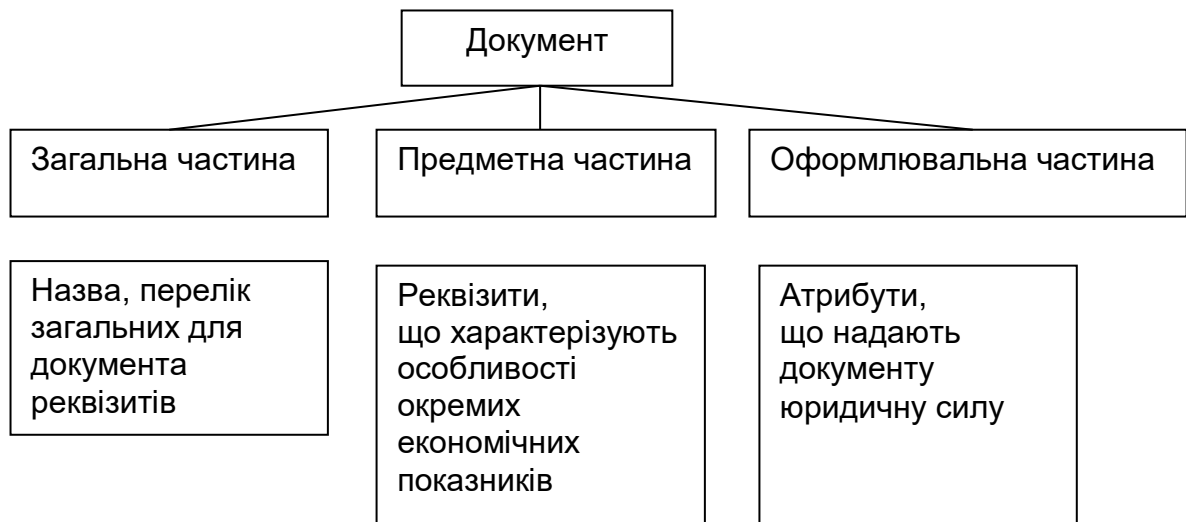 Документ
Загальна частина
Предметна частина
Оформлювальна частина
Назва, перелік
загальних для
документа
реквізитів
Реквізити,
що характерізують
особливості
окремих
економічних
показників
Атрибути,
що надають
документу
юридичну силу